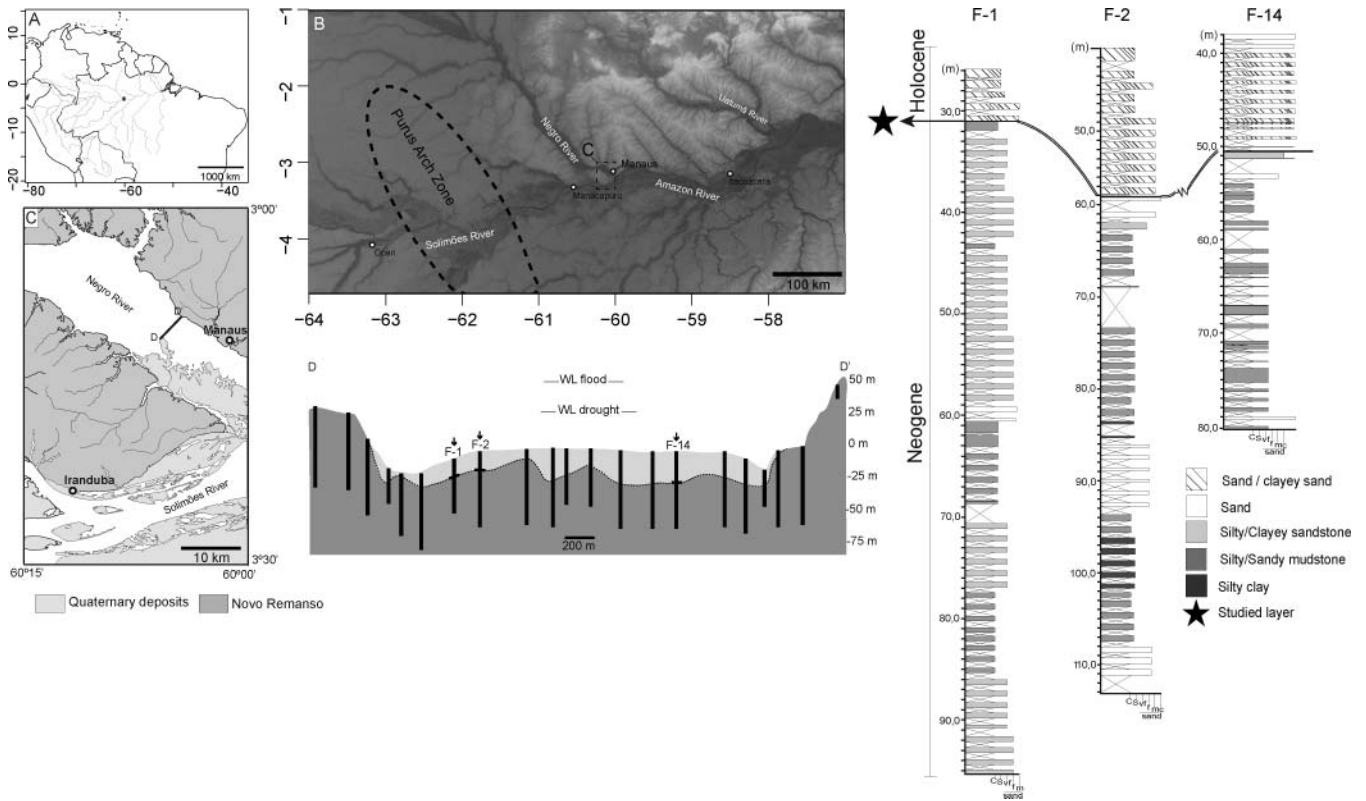 A
10
0
−10
−20
−80
−60
−40
1000 km
B
−1
−2
−3
−4
Purus Arch Zone
Negro River
Uatumã River
C
Manaus
Manacapuru
Amazon River
Solimões River
100 km
−64
−63
−62
−61
−60
−59
−58
C
3°00'
Negro River
D'
D
Manaus
Iranduba
Solimões River
10 km
3°30'
60º15'
60°00'
Quaternary deposits
Novo Remanso
D
D'
WL flood
WL drought
50 m
25 m
0 m
-25 m
-50 m
-75 m
F-1
F-2
F-14
200 m
Holocene
Neogene
F-1
(m)
30,0
40,0
50,0
60,0
70,0
80,0
90,0
C S vf f m
sand
F-2
(m)
50,0
60,0
70,0
80,0
90,0
100,0
110,0
C S vf f m c
sand
F-14
(m)
40,0
50,0
60,0
70,0
80,0
C S vf f m c
sand
Sand / clayey sand
Sand
Silty/Clayey sandstone
Silty/Sandy mudstone
Silty clay
Studied layer